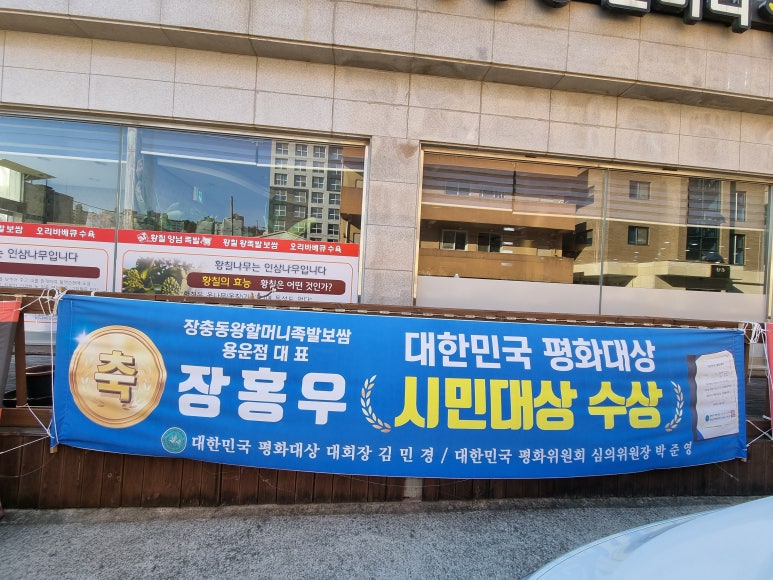 황칠 양념 족발 황칠 왕족발 보쌈 오리바베큐 수육
오리바베큐 수육
는 인삼나무입니다
황칠나무는 인삼나무입니다
황칠의 효능 황칠은 어떤 것인가?
축
장충동왕할머니족발보쌈
용운점 대표
장홍우
대한민국 평화대상
시민대상 수상
대한민국 평화대상 대회장 김민경 / 대한민국 평화위원회 심의위원장 박준영